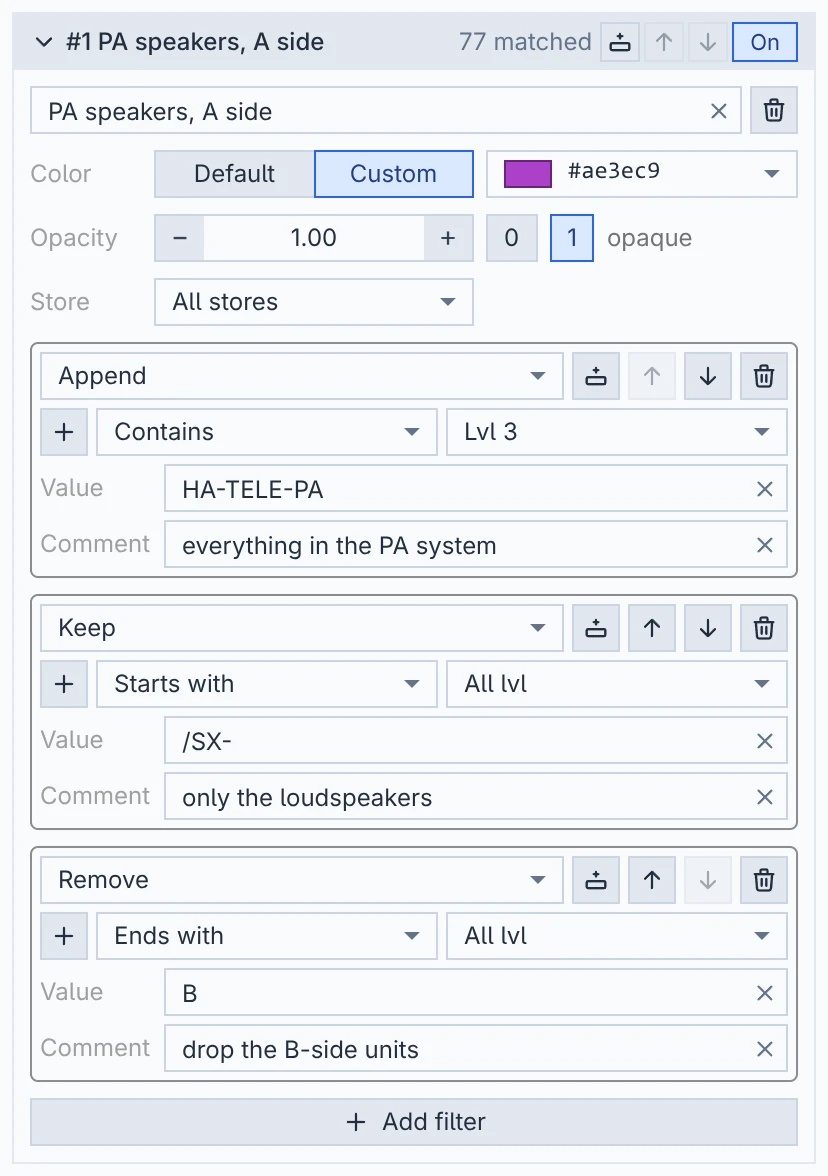 #1 PA speakers, A side 77 matched On
PA speakers, A side
Color Default Custom #ae3ec9
Opacity − 1.00 + 0 1 opaque
Store All stores
Append
+ Contains Lvl 3
Value HA-TELE-PA
Comment everything in the PA system
Keep
+ Starts with All lvl
Value /SX-
Comment only the loudspeakers
Remove
+ Ends with All lvl
Value B
Comment drop the B-side units
+ Add filter